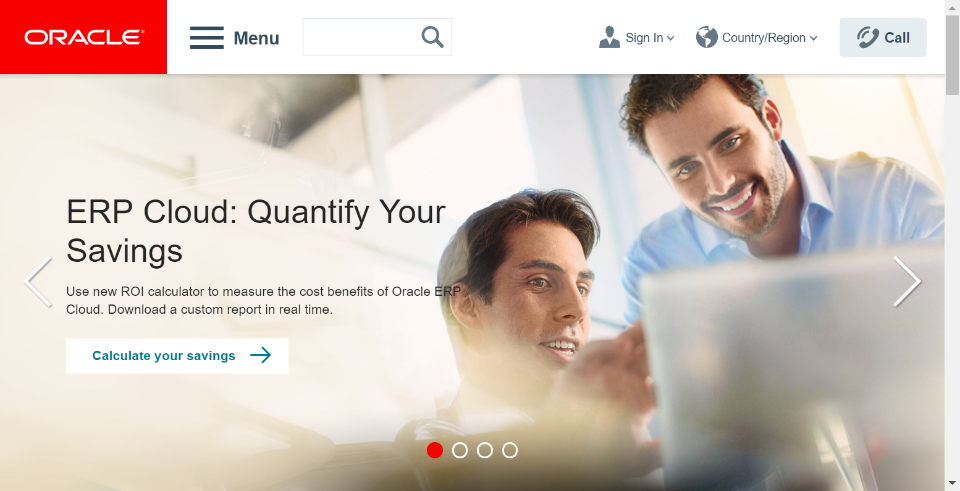 ORACLE®
Menu
Sign In
Country/Region
Call
ERP Cloud: Quantify Your
Savings
Use new ROI calculator to measure the cost benefits of Oracle ERP
Cloud. Download a custom report in real time.
Calculate your savings